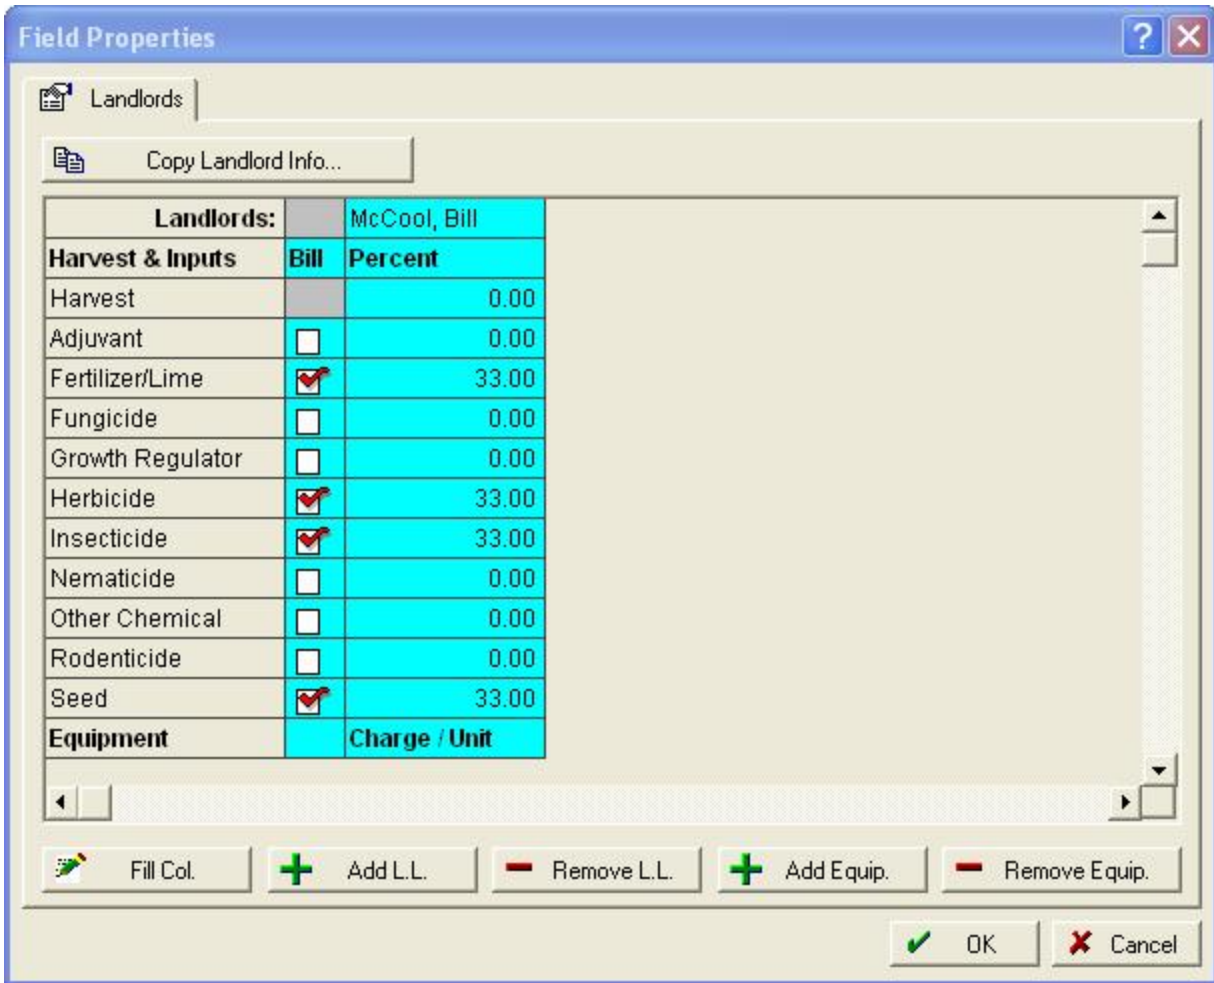 Field Properties
Landlords
Copy Landlord Info...
Landlords: McCool, Bill
Harvest & Inputs Bill Percent
Harvest 0.00
Adjuvant 0.00
Fertilizer/Lime 33.00
Fungicide 0.00
Growth Regulator 0.00
Herbicide 33.00
Insecticide 33.00
Nematicide 0.00
Other Chemical 0.00
Rodenticide 0.00
Seed 33.00
Equipment Charge / Unit
Fill Col. Add L.L. Remove L.L. Add Equip. Remove Equip.
OK Cancel